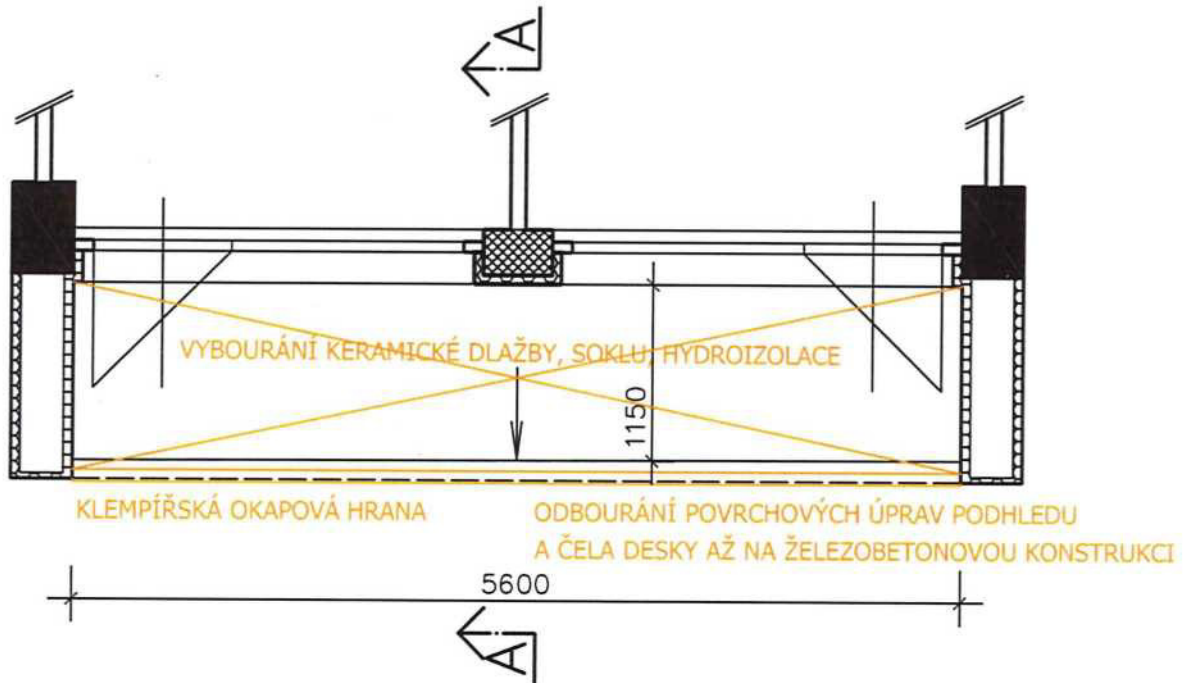 A
VYBOURÁNÍ KERAMICKÉ DLAŽBY, SOKLU, HYDROIZOLACE
1150
KLEMPÍŘSKÁ OKAPOVÁ HRANA
ODBOURÁNÍ POVRCHOVÝCH ÚPRAV PODHLEDU
A ČELA DESKY AŽ NA ŽELEZOBETONOVOU KONSTRUKCI
5600
A